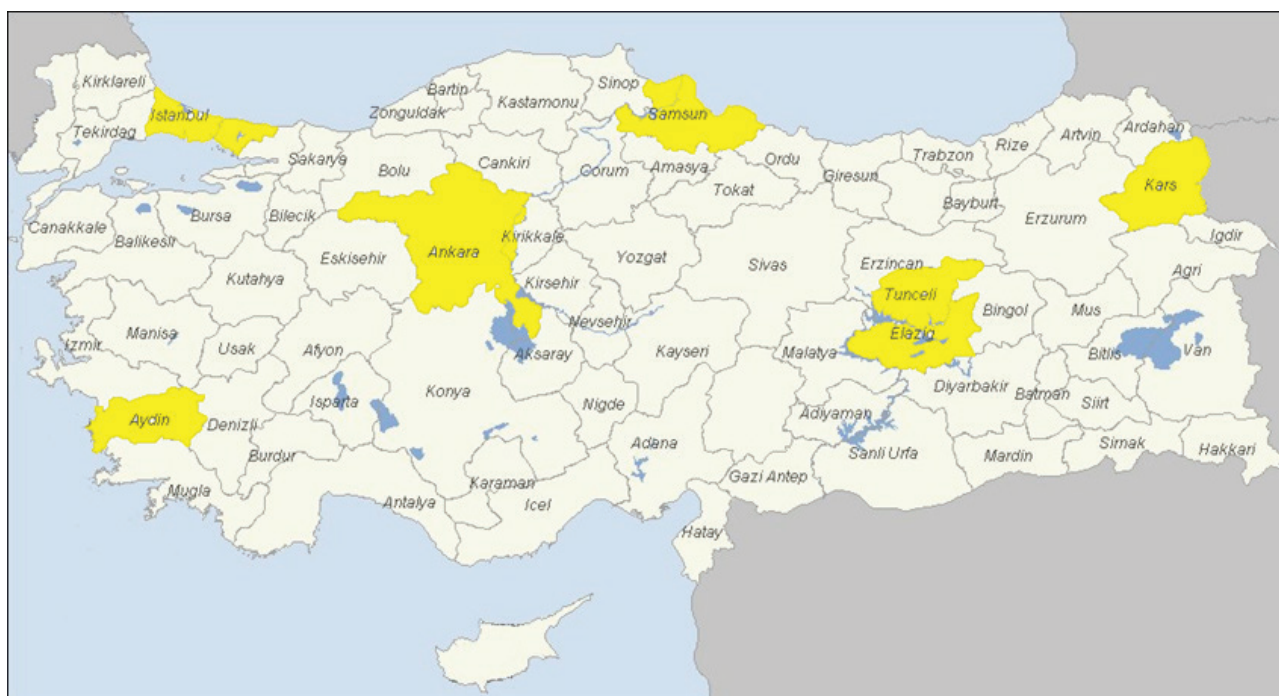 Kirklareli
Istanbul
Tekirdag
Bartin
Zonguldak
Kastamonu
Sinop
Samsun
Sakarya
Bolu
Cankiri
Corum
Amasya
Ordu
Tokat
Giresun
Trabzon
Rize
Artvin
Ardahan
Kars
Bayburt
Erzurum
Igdir
Canakkale
Balikesir
Bursa
Bilecik
Eskisehir
Ankara
Kirikkale
Yozgat
Sivas
Erzincan
Agri
Kutahya
Kirsehir
Tunceli
Bingol
Mus
Manisa
Izmir
Usak
Afyon
Nevsehir
Aksaray
Kayseri
Malatya
Elazig
Bitlis
Van
Aydin
Denizli
Isparta
Konya
Nigde
Adiyaman
Diyarbakir
Batman
Siirt
Burdur
Adana
Sanli Urfa
Mardin
Sirnak
Hakkari
Mugla
Antalya
Karaman
Icel
Gazi Antep
Hatay